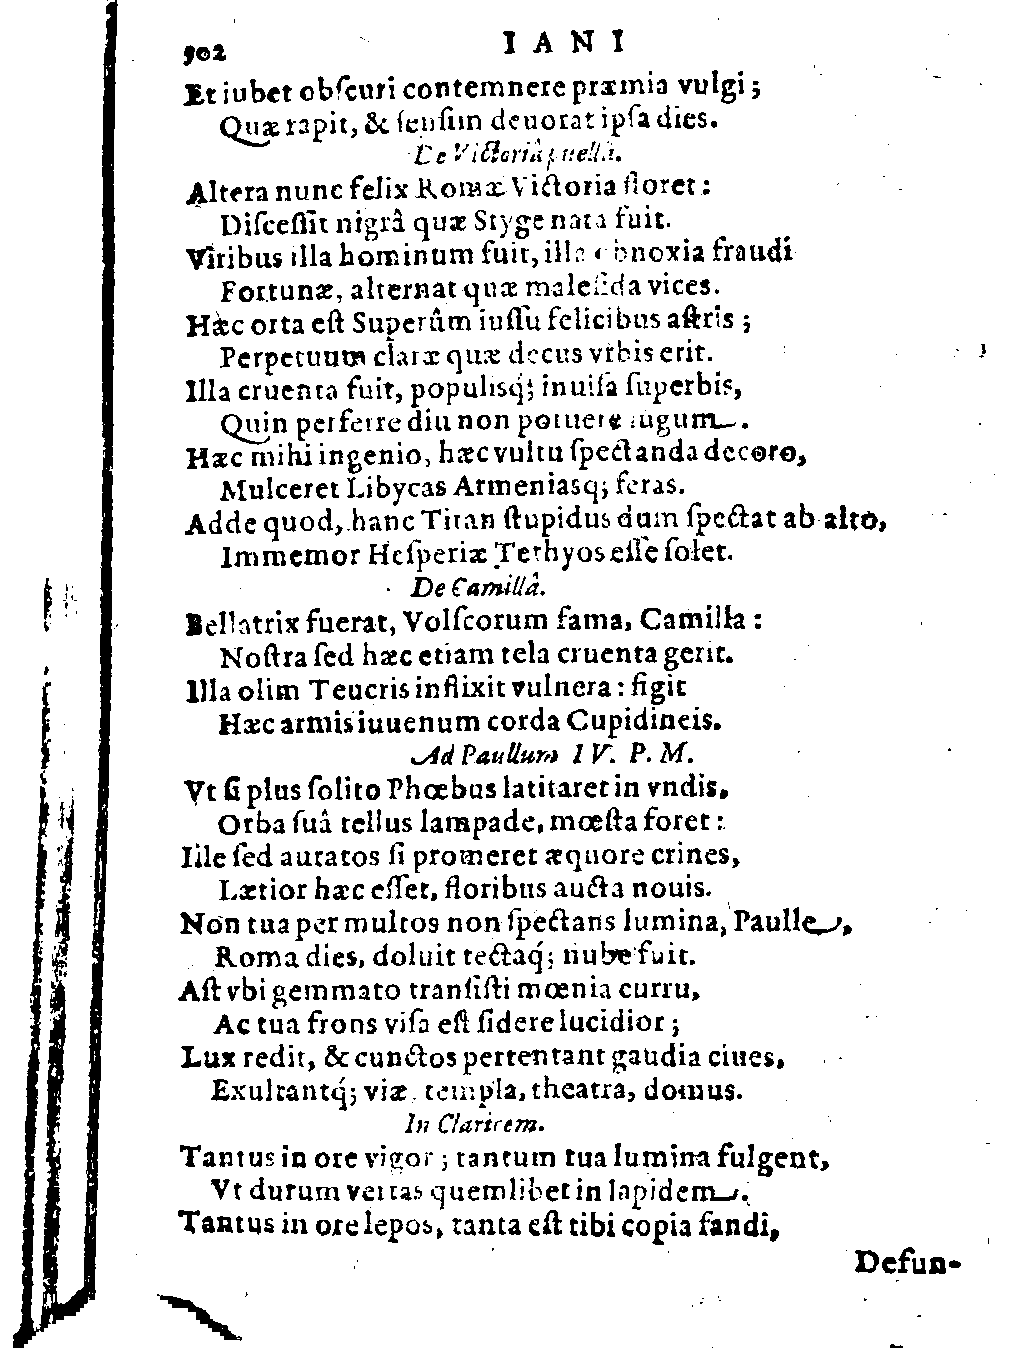 902 IANI
Et iubet obſcuri contemnere præmia vulgi;
Quæ rapit, & ſenſim deuorat ipſa dies.
De Victoriâ puellâ.
Altera nunc felix Romæ Victoria floret:
Diſceſſit nigrâ quæ Styge nata fuit.
Viribus illa hominum fuit, illa obnoxia fraudi
Fortunæ, alternat quæ malefida vices.
Hæc orta eſt Superûm iuſſu felicibus aſtris;
Perpetuum claræ quæ decus vrbis erit.
Illa cruenta fuit, populisq́; inuiſa ſuperbis,
Quin perferre diu non potuere iugum.
Hæc mihi ingenio, hæc vultu ſpectanda decoro,
Mulceret Libycas Armeniasq; feras.
Adde quod, hanc Titan ſtupidus dum ſpectat ab alto,
Immemor Heſperiæ Tethyos eſſe ſolet.
De Camillâ.
Bellatrix fuerat, Volſcorum fama, Camilla:
Noſtra ſed hæc etiam tela cruenta gerit.
Illa olim Teucris inflixit vulnera: figit
Hæc armis iuuenum corda Cupidineis.
Ad Paullum IV. P. M.
Vt ſi plus ſolito Phœbus latitaret in vndis,
Orba ſuâ tellus lampade, mœſta foret:
Ille ſed auratos ſi promeret æquore crines,
Lætior hæc eſſet, floribus aucta nouis.
Non tua per multos non ſpectans lumina, Paulle,
Roma dies, doluit tectaq́; nube fuit.
Aſt vbi gemmato tranſiſti mœnia curru,
Ac tua frons viſa eſt ſidere lucidior;
Lux redit, & cunctos pertentant gaudia ciues,
Exultantq́; viæ, templa, theatra, domus.
In Claricem.
Tantus in ore vigor; tantum tua lumina fulgent,
Vt durum vertas quemlibet in lapidem.
Tantus in ore lepos, tanta eſt tibi copia fandi,
Defun-